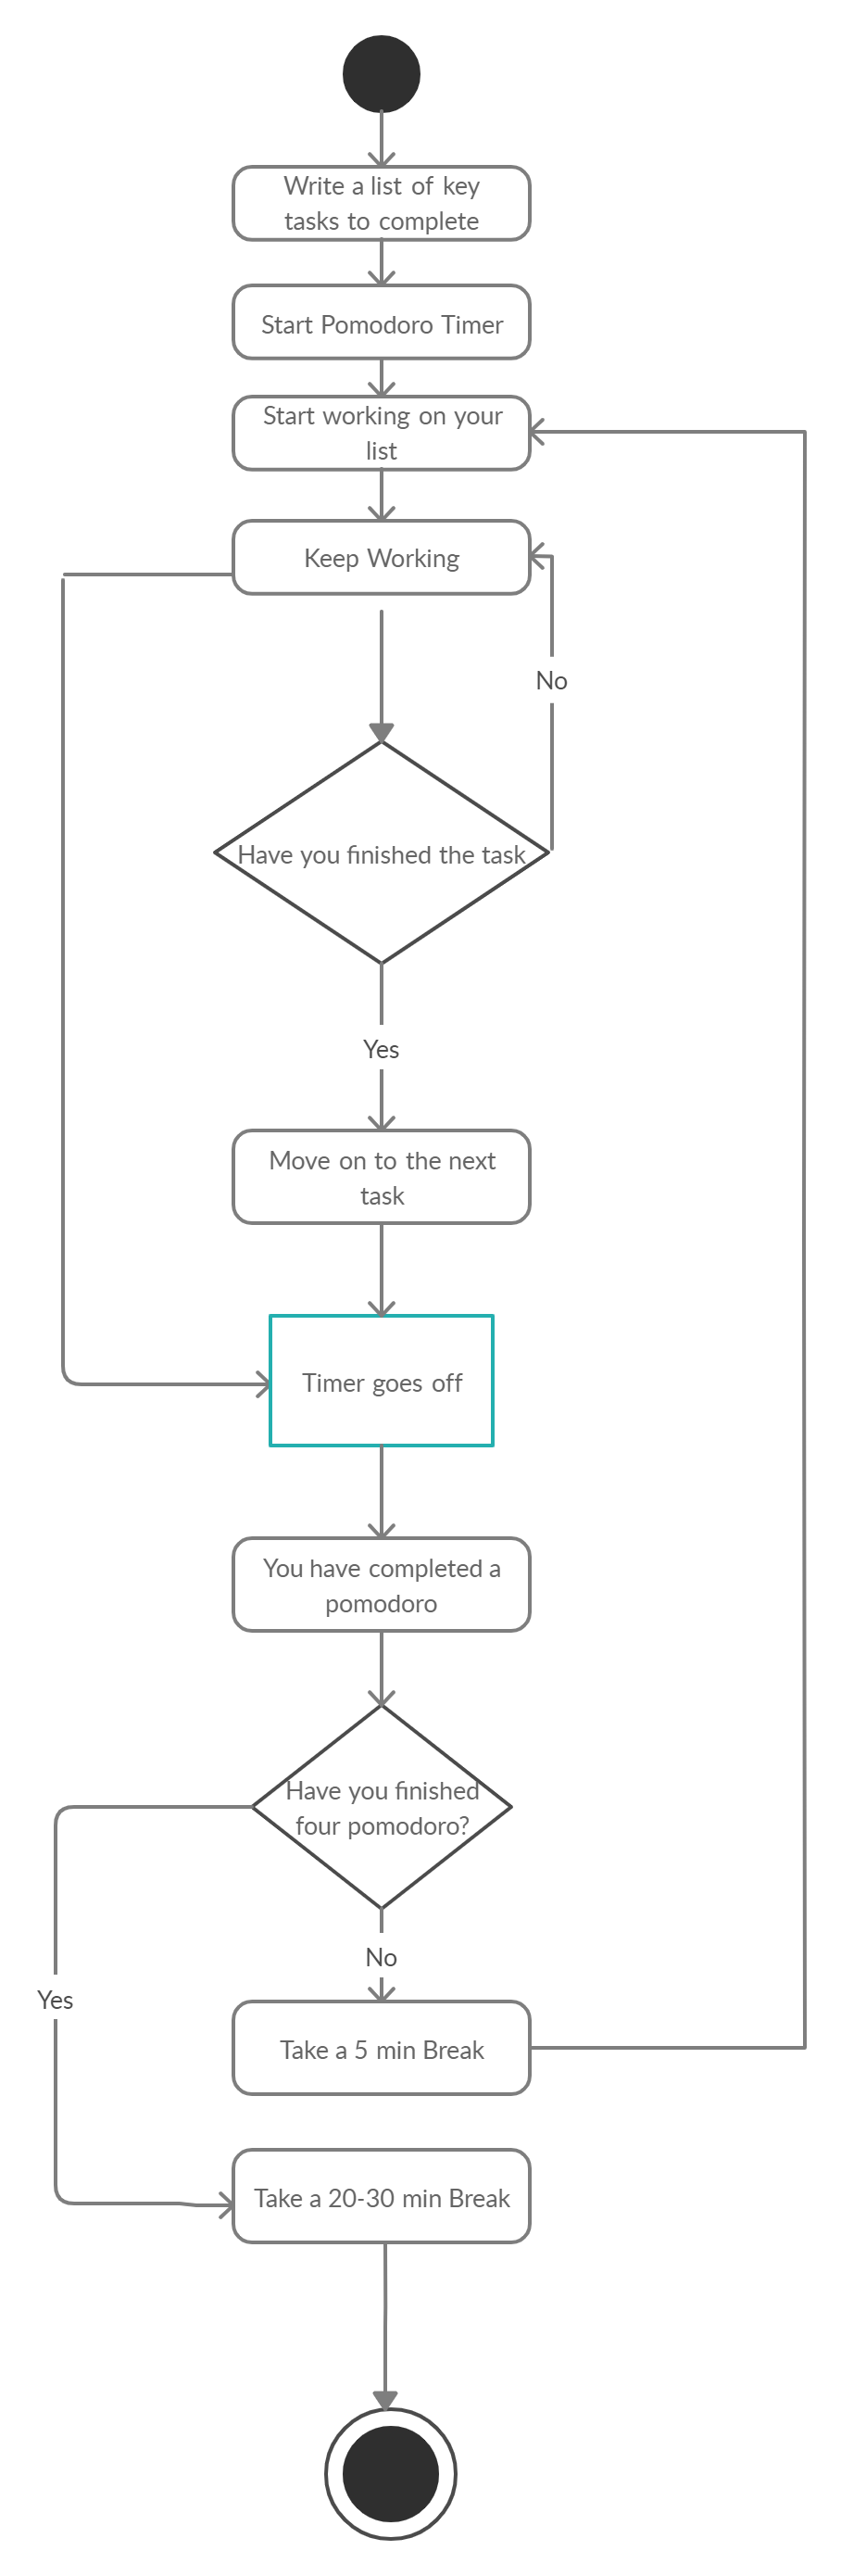 Write a list of key
tasks to complete
Start Pomodoro Timer
Start working on your
list
Keep Working
No
Have you finished the task
Yes
Move on to the next
task
Timer goes off
You have completed a
pomodoro
Have you finished
four pomodoro?
No
Yes
Take a 5 min Break
Take a 20-30 min Break